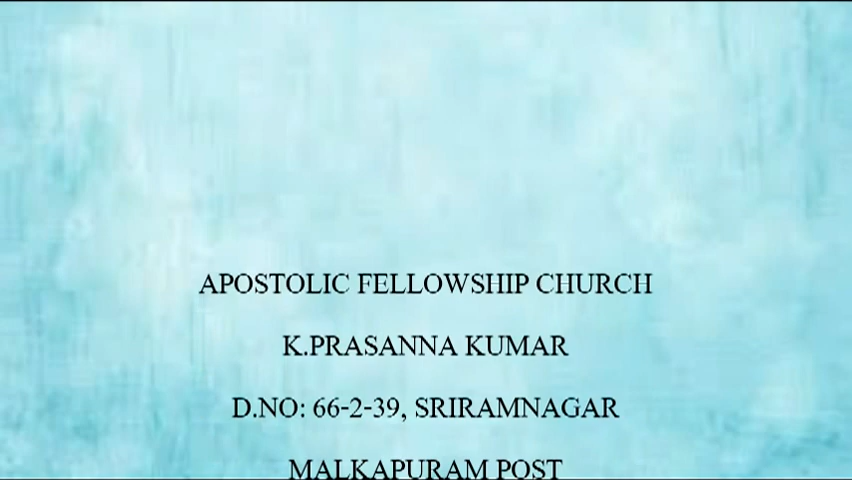 APOSTOLIC FELLOWSHIP CHURCH
K.PRASANNA KUMAR
D.NO: 66-2-39, SRIRAMNAGAR
MALKAPURAM POST